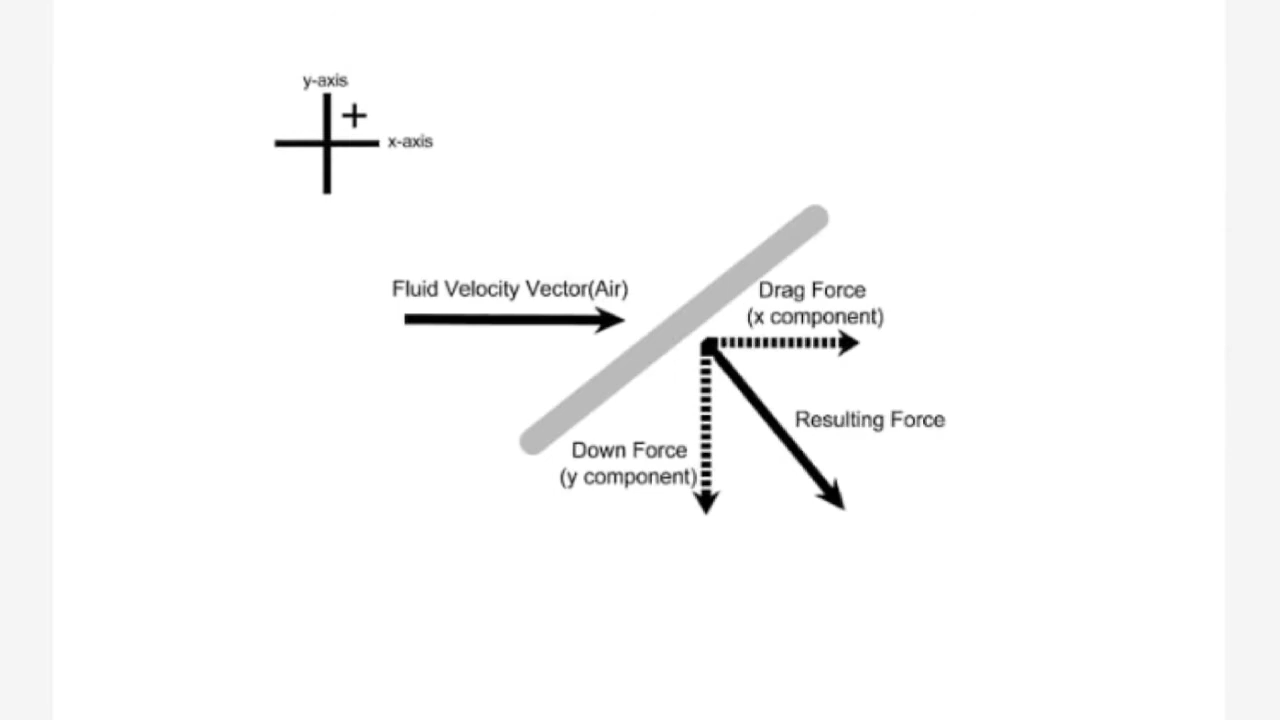 y-axis
+
x-axis
Fluid Velocity Vector(Air)
Drag Force
(x component)
Resulting Force
Down Force
(y component)